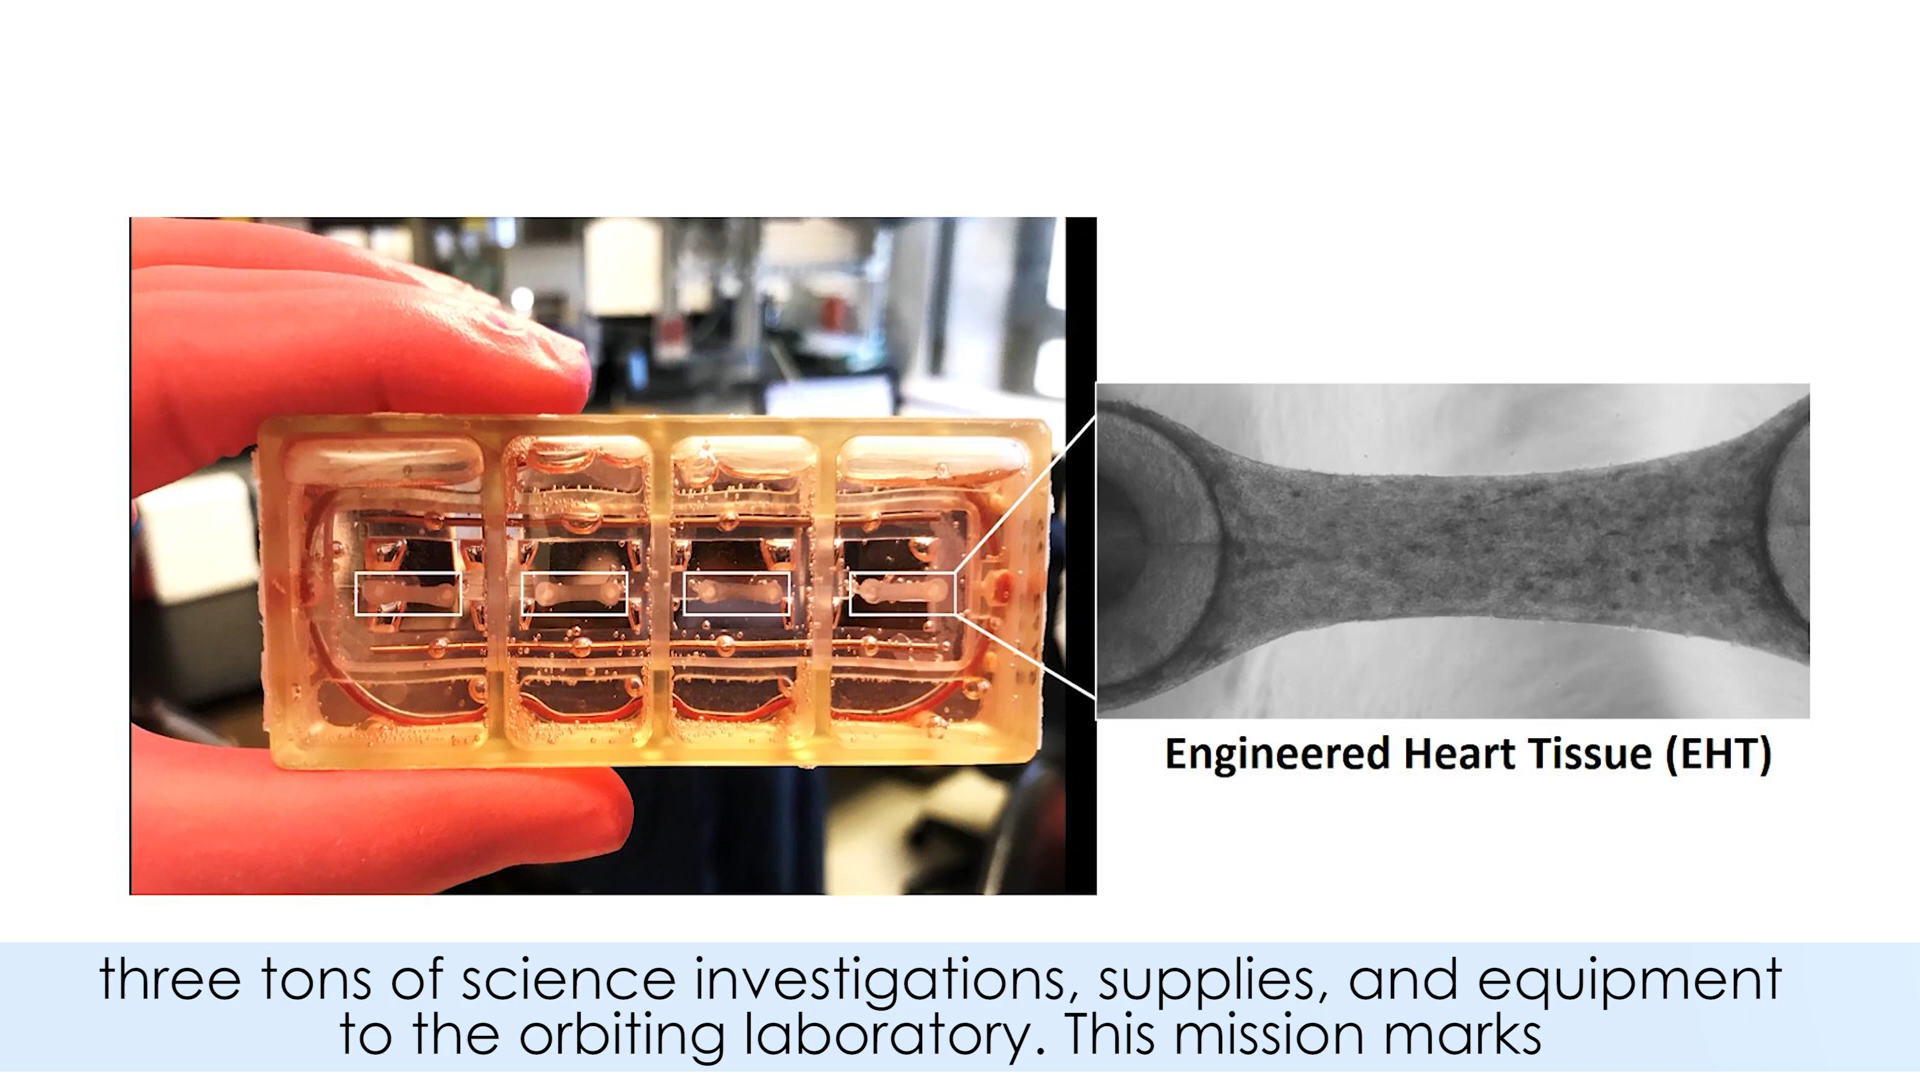 Engineered Heart Tissue (EHT)
three tons of science investigations, supplies, and equipment
to the orbiting laboratory. This mission marks